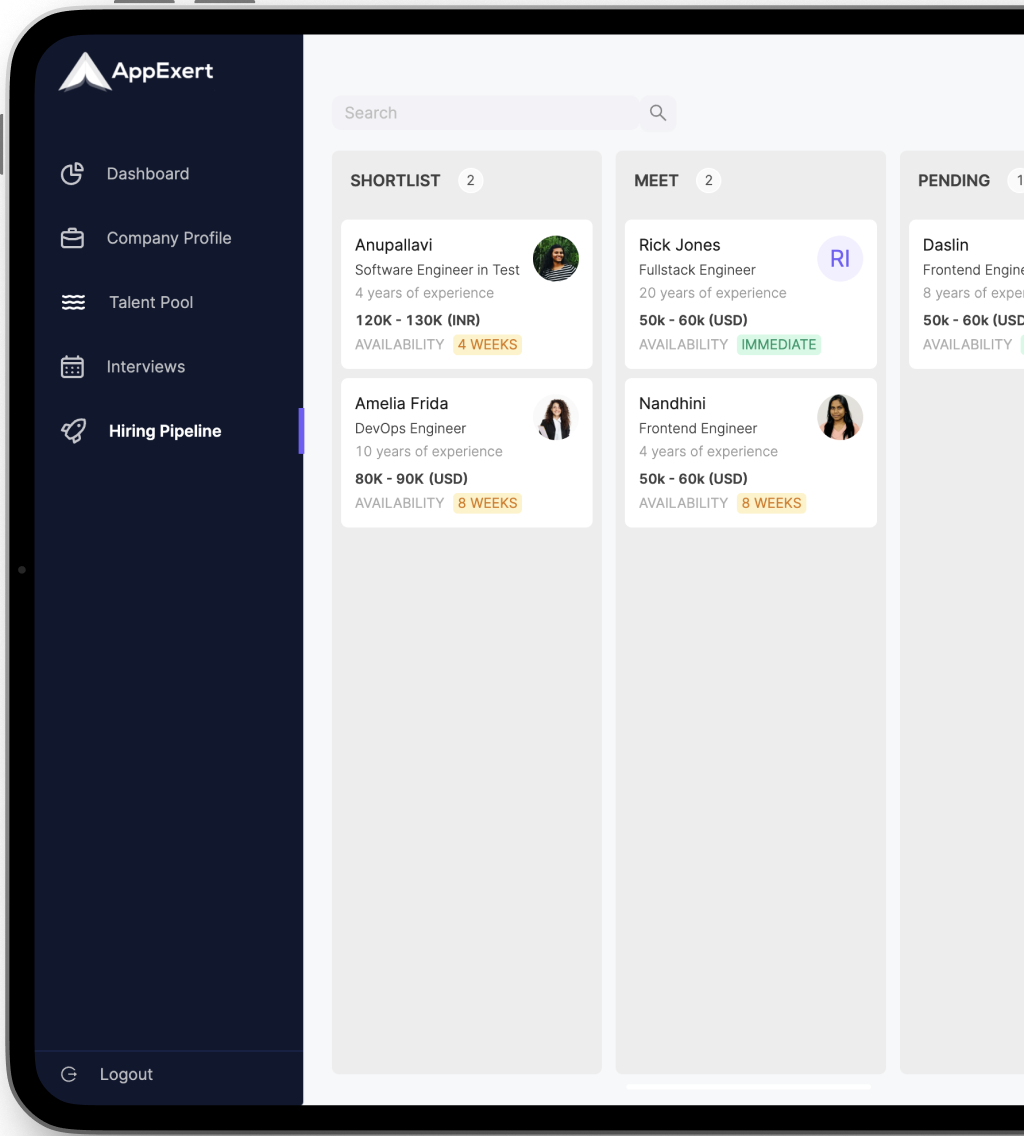 AppExert
Dashboard
Company Profile
Talent Pool
Interviews
Hiring Pipeline
Logout
Search
SHORTLIST 2
Anupallavi
Software Engineer in Test
4 years of experience
120K - 130K (INR)
AVAILABILITY 4 WEEKS
Amelia Frida
DevOps Engineer
10 years of experience
80K - 90K (USD)
AVAILABILITY 8 WEEKS
MEET 2
Rick Jones
RI
Fullstack Engineer
20 years of experience
50k - 60k (USD)
AVAILABILITY IMMEDIATE
Nandhini
Frontend Engineer
4 years of experience
50k - 60k (USD)
AVAILABILITY 8 WEEKS
PENDING 1
Daslin
Frontend Engine
8 years of exper
50k - 60k (USD
AVAILABILITY